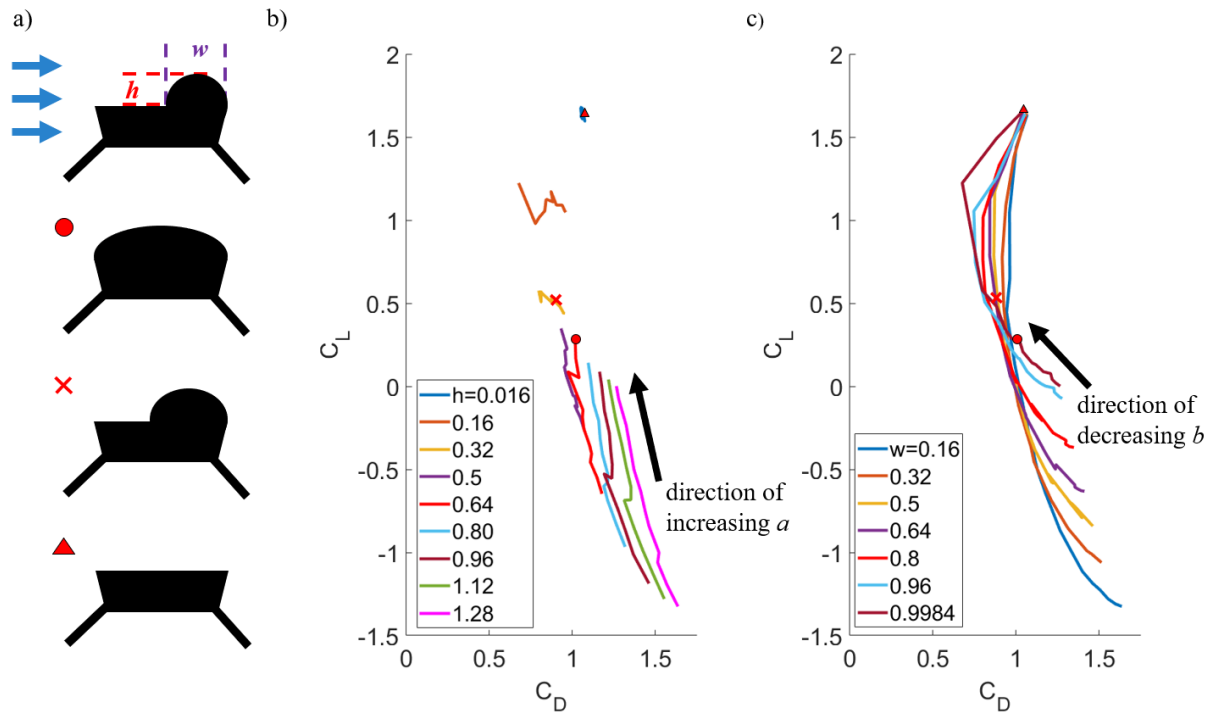 a)
w
h
b)
2
1.5
1
0.5
0
-0.5
-1
-1.5
C_L
h=0.016
0.16
0.32
0.5
0.64
0.80
0.96
1.12
1.28
direction of
increasing a
0
0.5
1
1.5
C_D
c)
2
1.5
1
0.5
0
-0.5
-1
-1.5
C_L
w=0.16
0.32
0.5
0.64
0.8
0.96
0.9984
direction of
decreasing b
0
0.5
1
1.5
C_D